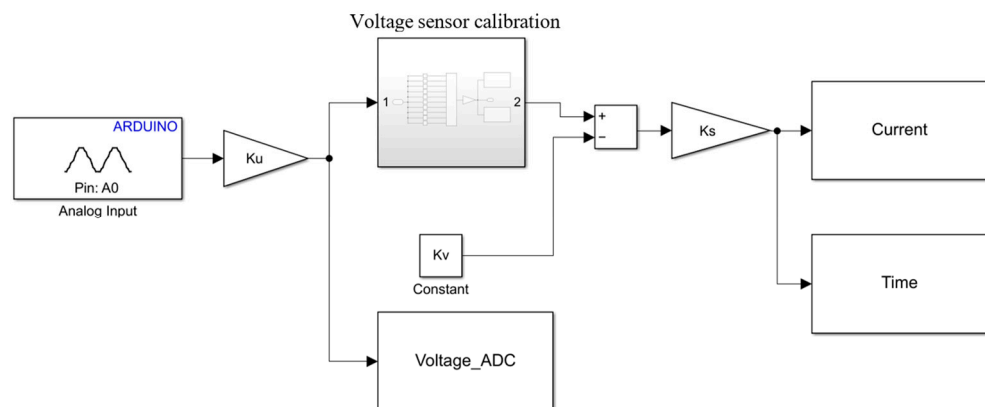 Voltage sensor calibration
ARDUINO
Pin: A0
Analog Input
Ku
1
2
+
−
Ks
Current
Kv
Constant
Time
Voltage_ADC